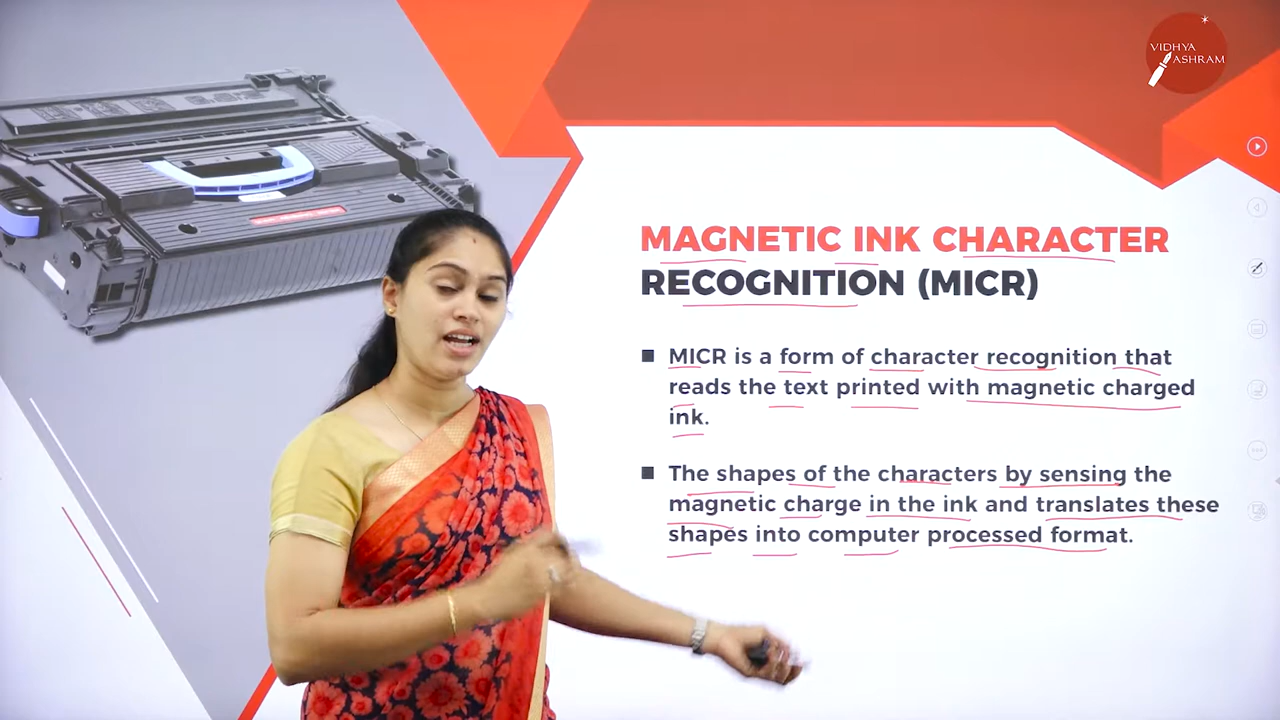 VIDHYA
ASHRAM
MAGNETIC INK CHARACTER
RECOGNITION (MICR)
■ MICR is a form of character recognition that
reads the text printed with magnetic charged
ink.
■ The shapes of the characters by sensing the
magnetic charge in the ink and translates these
shapes into computer processed format.